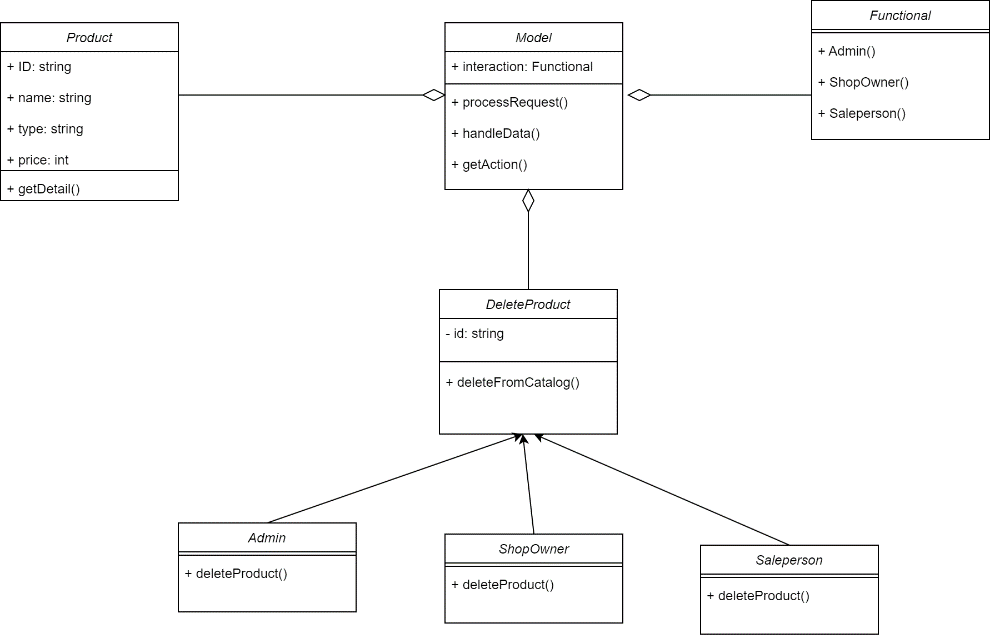 Product
+ ID: string
+ name: string
+ type: string
+ price: int
+ getDetail()
Model
+ interaction: Functional
+ processRequest()
+ handleData()
+ getAction()
Functional
+ Admin()
+ ShopOwner()
+ Saleperson()
DeleteProduct
- id: string
+ deleteFromCatalog()
Admin
+ deleteProduct()
ShopOwner
+ deleteProduct()
Saleperson
+ deleteProduct()